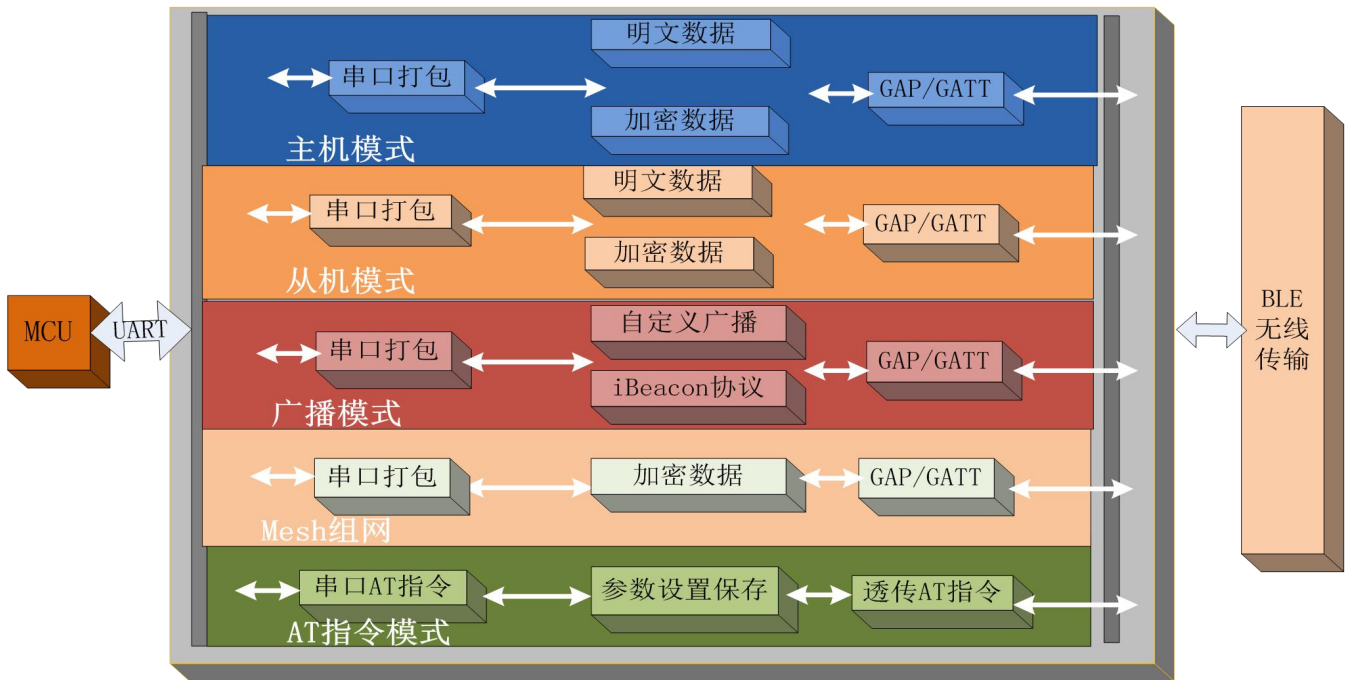 明文数据
串口打包
GAP/GATT
加密数据
主机模式
明文数据
串口打包
GAP/GATT
加密数据
从机模式
MCU
UART
自定义广播
串口打包
GAP/GATT
iBeacon协议
广播模式
BLE
无线
传输
串口打包
加密数据
GAP/GATT
Mesh组网
串口AT指令
参数设置保存
透传AT指令
AT指令模式